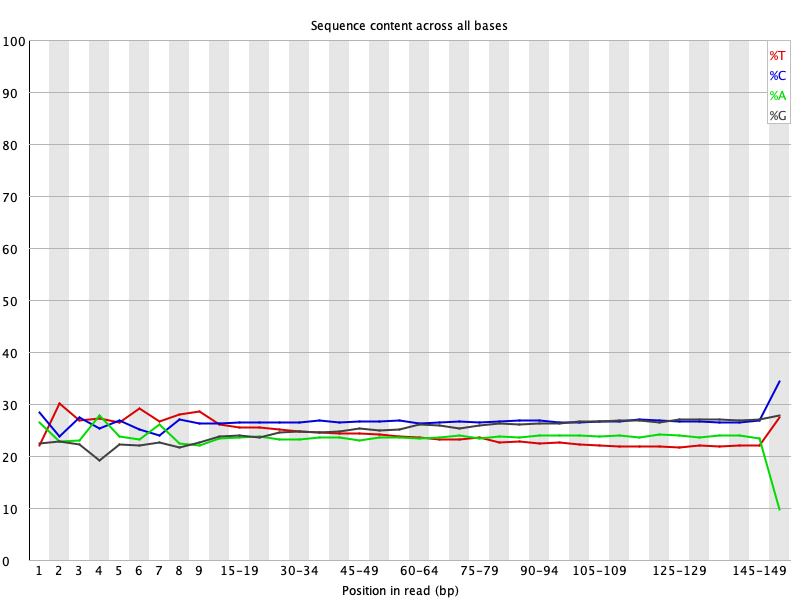 Sequence content across all bases
100
90
80
70
60
50
40
30
20
10
0
%T
%C
%A
%G
1 2 3 4 5 6 7 8 9 15-19 30-34 45-49 60-64 75-79 90-94 105-109 125-129 145-149
Position in read (bp)